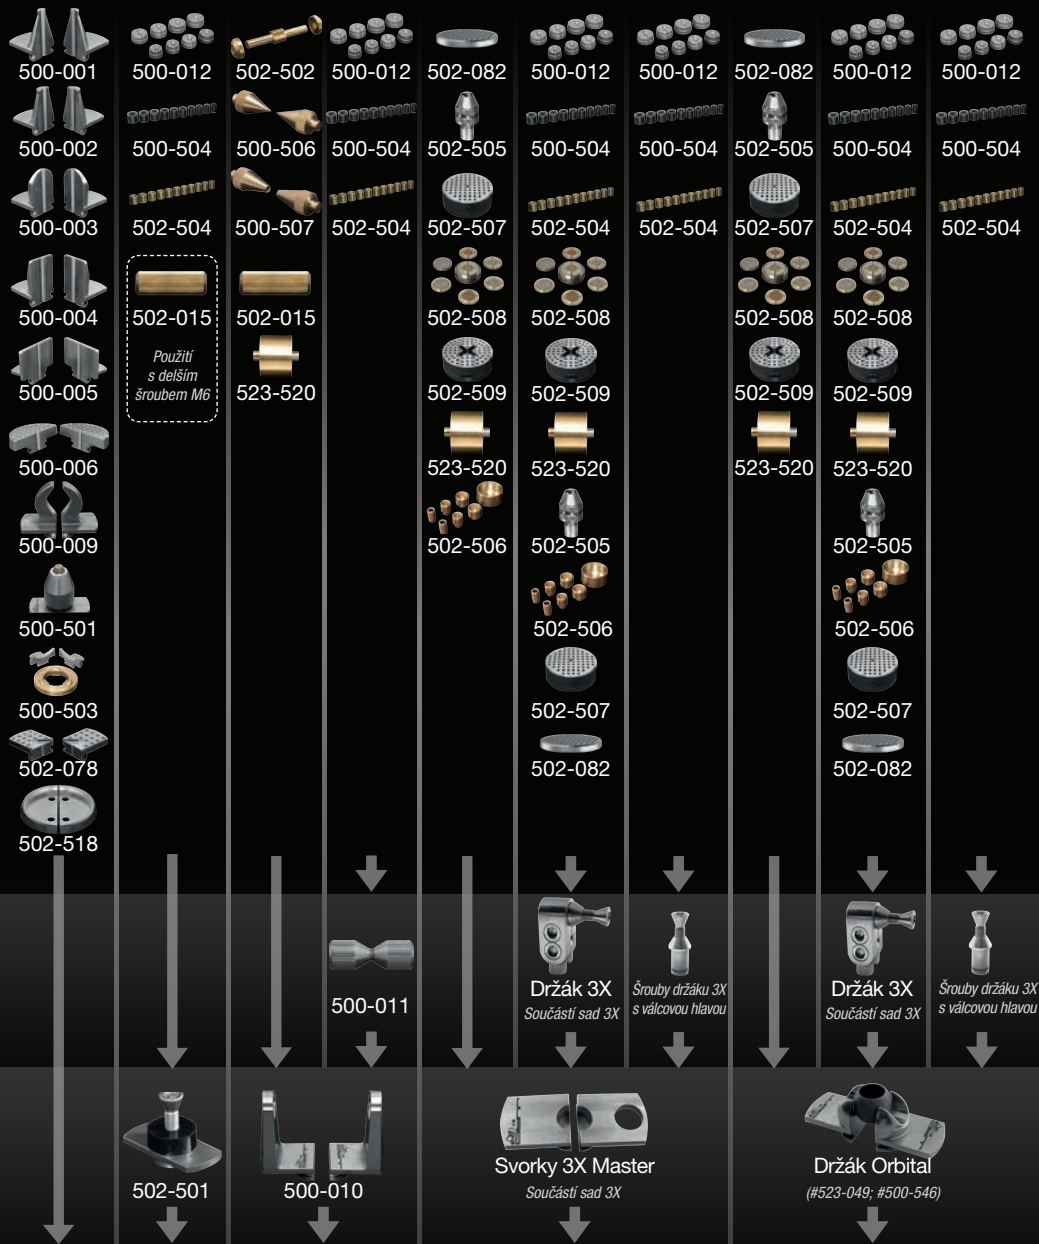 500-001 500-012 502-502 500-012 502-082 500-012 500-012 502-082 500-012 500-012
500-002 500-504 500-506 500-504 502-505 500-504 500-504 502-505 500-504 500-504
500-003 502-504 500-507 502-504 502-507 502-504 502-504 502-507 502-504 502-504
500-004 502-015 502-015 502-508 502-508 502-508 502-508
Použití
s delším
šroubem M6
500-005 523-520 502-509 502-509 502-509 502-509
500-006 523-520 523-520 523-520 523-520
500-009 502-506 502-505 502-505
500-501 502-506 502-506
500-503 502-507 502-507
502-078 502-082 502-082
502-518
500-011
Držák 3X
Součástí sad 3X
Šrouby držáku 3X
s válcovou hlavou
Držák 3X
Součástí sad 3X
Šrouby držáku 3X
s válcovou hlavou
502-501
500-010
Svorky 3X Master
Součástí sad 3X
Držák Orbital
(#523-049; #500-546)